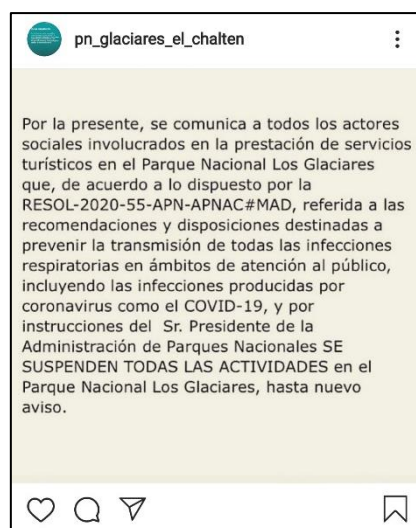 pn_glaciares_el_chalten
Por la presente, se comunica a todos los actores
sociales involucrados en la prestación de servicios
turísticos en el Parque Nacional Los Glaciares
que, de acuerdo a lo dispuesto por la
RESOL-2020-55-APN-APNAC#MAD, referida a las
recomendaciones y disposiciones destinadas a
prevenir la transmisión de todas las infecciones
respiratorias en ámbitos de atención al público,
incluyendo las infecciones producidas por
coronavirus como el COVID-19, y por
instrucciones del Sr. Presidente de la
Administración de Parques Nacionales SE
SUSPENDEN TODAS LAS ACTIVIDADES en el
Parque Nacional Los Glaciares, hasta nuevo
aviso.